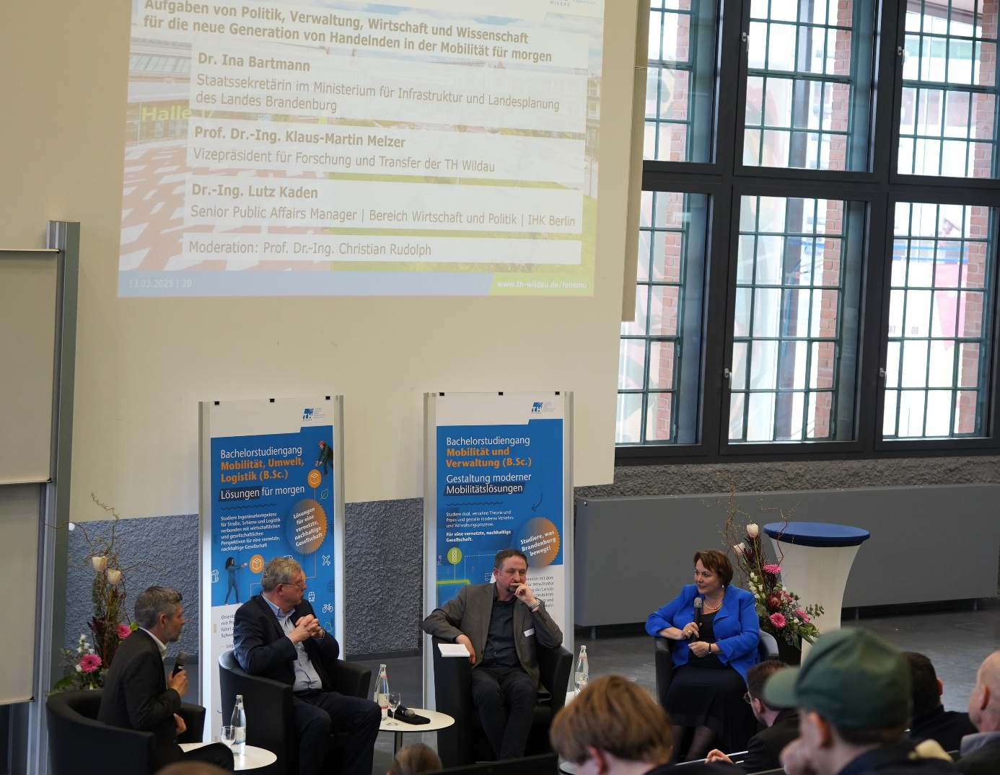 Aufgaben von Politik, Verwaltung, Wirtschaft und Wissenschaft
für die neue Generation von Handelnden in der Mobilität für morgen
Dr. Ina Bartmann
Staatssekretärin im Ministerium für Infrastruktur und Landesplanung
des Landes Brandenburg
Halle 17
Prof. Dr.-Ing. Klaus-Martin Melzer
Vizepräsident für Forschung und Transfer der TH Wildau
Dr.-Ing. Lutz Kaden
Senior Public Affairs Manager | Bereich Wirtschaft und Politik | IHK Berlin
Moderation: Prof. Dr.-Ing. Christian Rudolph
13.03.2025 | 20
www.th-wildau.de/fonemo
TH
WILDAU
Bachelorstudiengang
Mobilität, Umwelt,
Logistik (B.Sc.)
Lösungen für morgen
Studiere Ingenieurkompetenz
für Straße, Schiene und Logistik
verbunden mit wirtschaftlichen
und gesellschaftlichen
Perspektiven für eine vernetzte,
nachhaltige Gesellschaft
Lösungen
für eine
vernetzte,
nachhaltige
Gesellschaft
TH
WILDAU
Bachelorstudiengang
Mobilität und
Verwaltung (B.Sc.)
Gestaltung moderner
Mobilitätslösungen
Studiere dual, verzahne Theorie und
Praxis und gestalte moderne Verkehrs-
und Verwaltungsprozesse.
Für eine vernetzte, nachhaltige
Gesellschaft.
Studiere, was
Brandenburg
bewegt!